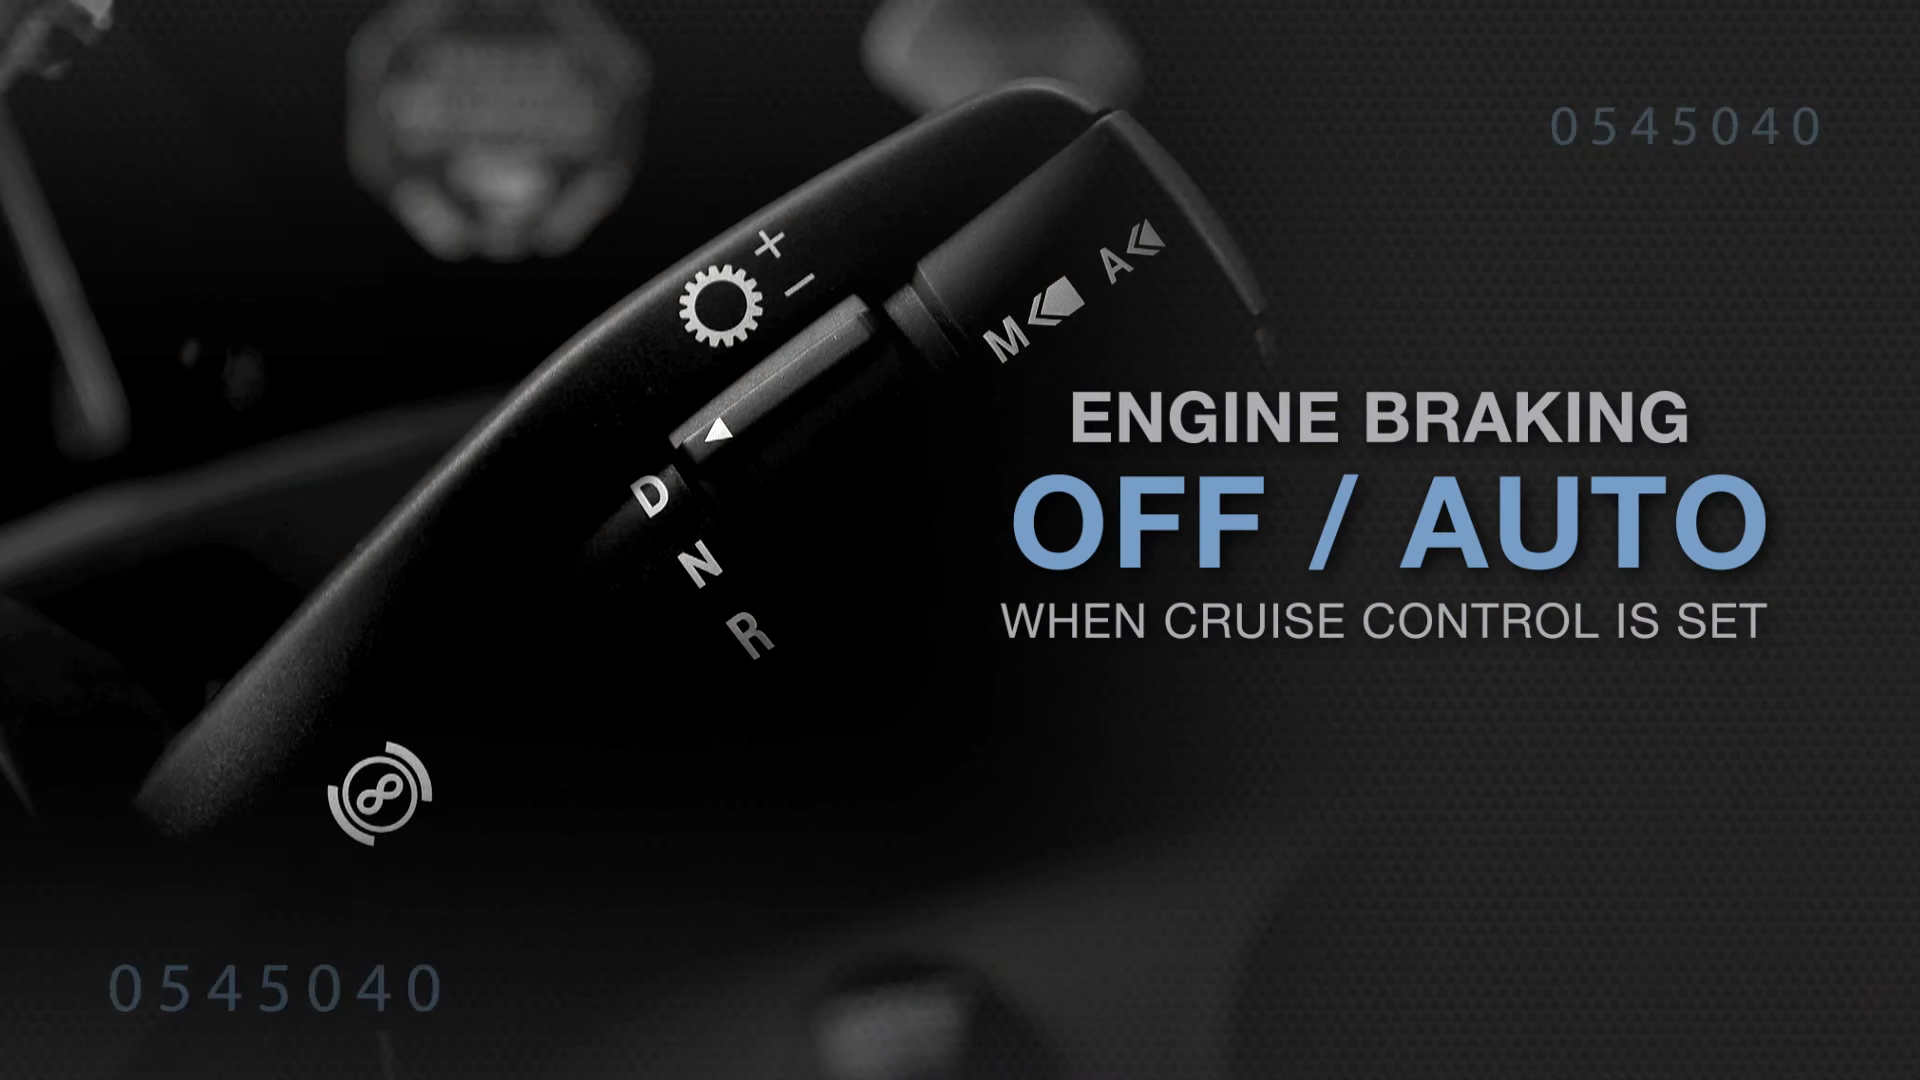 0545040
+
–
A
M
ENGINE BRAKING
OFF / AUTO
D
WHEN CRUISE CONTROL IS SET
N
R
0545040